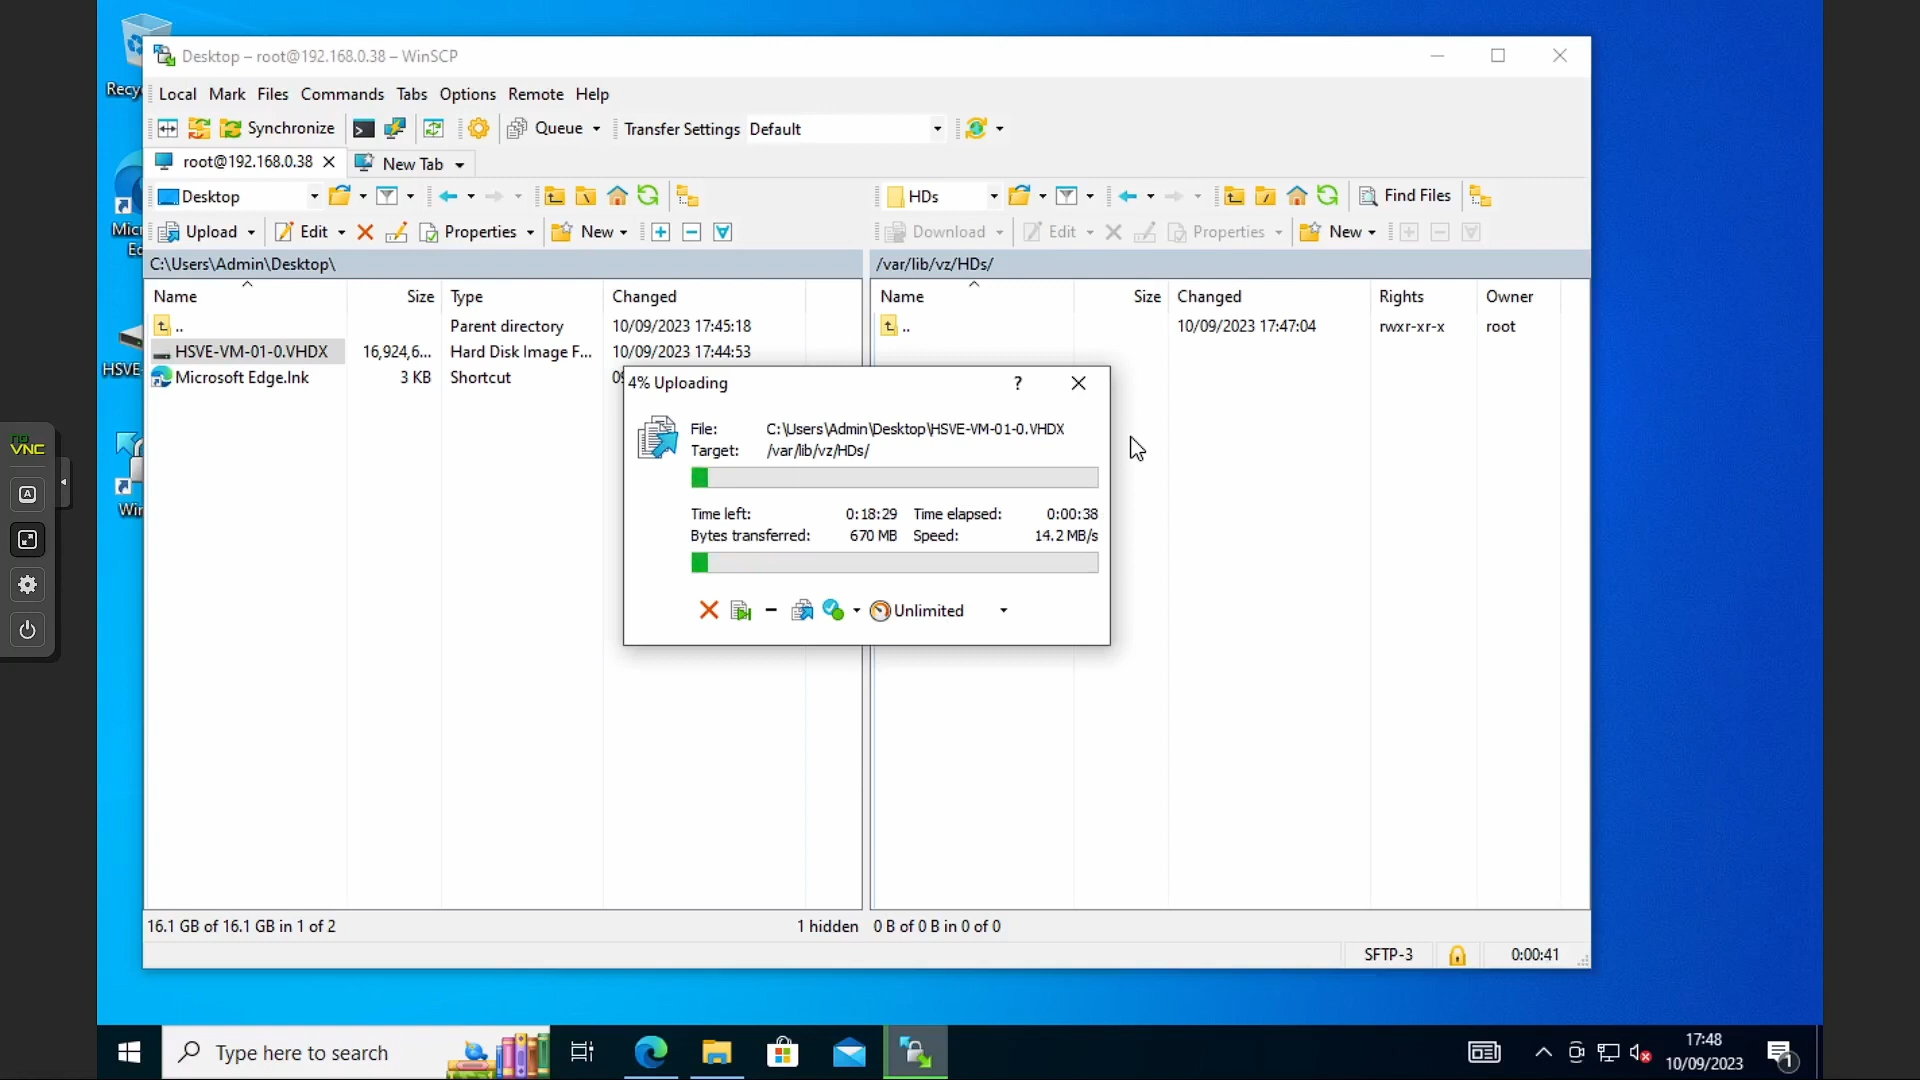 Desktop – root@192.168.0.38 – WinSCP
Local Mark Files Commands Tabs Options Remote Help
Synchronize Queue Transfer Settings Default
root@192.168.0.38 New Tab
Desktop
HDs Find Files
Upload Edit Properties New
Download Edit Properties New
C:\Users\Admin\Desktop\
/var/lib/vz/HDs/
Name Size Type Changed
.. Parent directory 10/09/2023 17:45:18
HSVE-VM-01-0.VHDX 16,924,6... Hard Disk Image F... 10/09/2023 17:44:53
Microsoft Edge.lnk 3 KB Shortcut
Name Size Changed Rights Owner
.. 10/09/2023 17:47:04 rwxr-xr-x root
4% Uploading ?
File: C:\Users\Admin\Desktop\HSVE-VM-01-0.VHDX
Target: /var/lib/vz/HDs/
Time left: 0:18:29 Time elapsed: 0:00:38
Bytes transferred: 670 MB Speed: 14.2 MB/s
Unlimited
16.1 GB of 16.1 GB in 1 of 2 1 hidden
0 B of 0 B in 0 of 0
SFTP-3 0:00:41
Recy
Mic
Ed
HSVE-
Win
no
VNC
A
Type here to search
17:48
10/09/2023
1